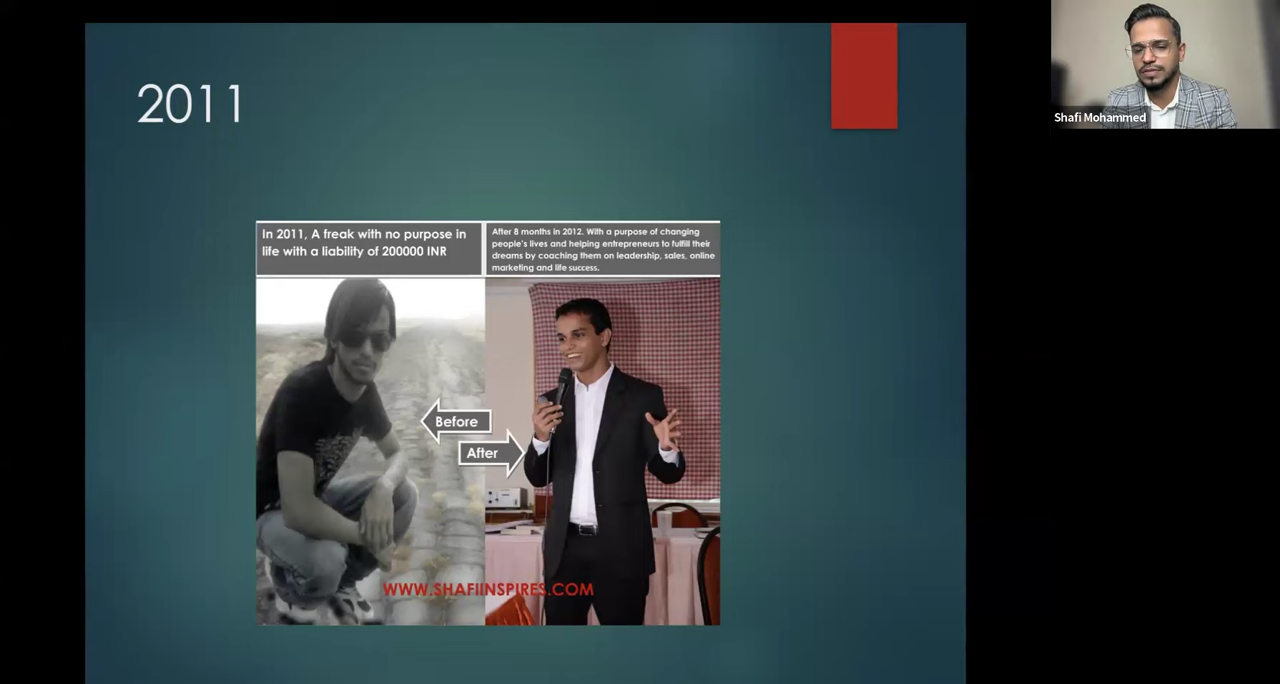 2011
Shafi Mohammed
In 2011, A freak with no purpose in
life with a liability of 200000 INR
After 8 months in 2012. With a purpose of changing
people's lives and helping entrepreneurs to fulfill their
dreams by coaching them on leadership, sales, online
marketing and life success.
Before
After
WWW.SHAFIINSPIRES.COM